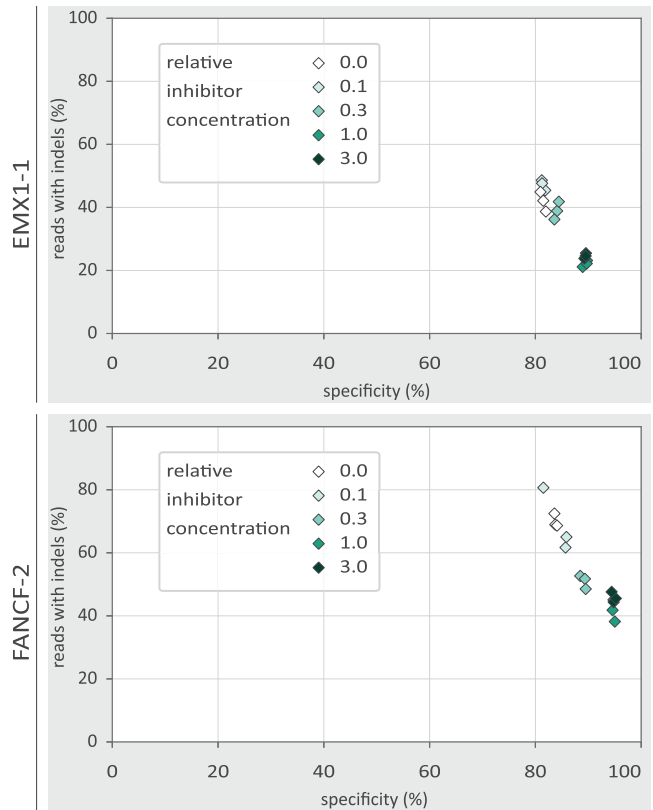 EMX1-1
reads with indels (%)
100
80
60
40
20
0
relative
inhibitor
concentration
0.0
0.1
0.3
1.0
3.0
0 20 40 60 80 100
specificity (%)
FANCF-2
reads with indels (%)
100
80
60
40
20
0
relative
inhibitor
concentration
0.0
0.1
0.3
1.0
3.0
0 20 40 60 80 100
specificity (%)